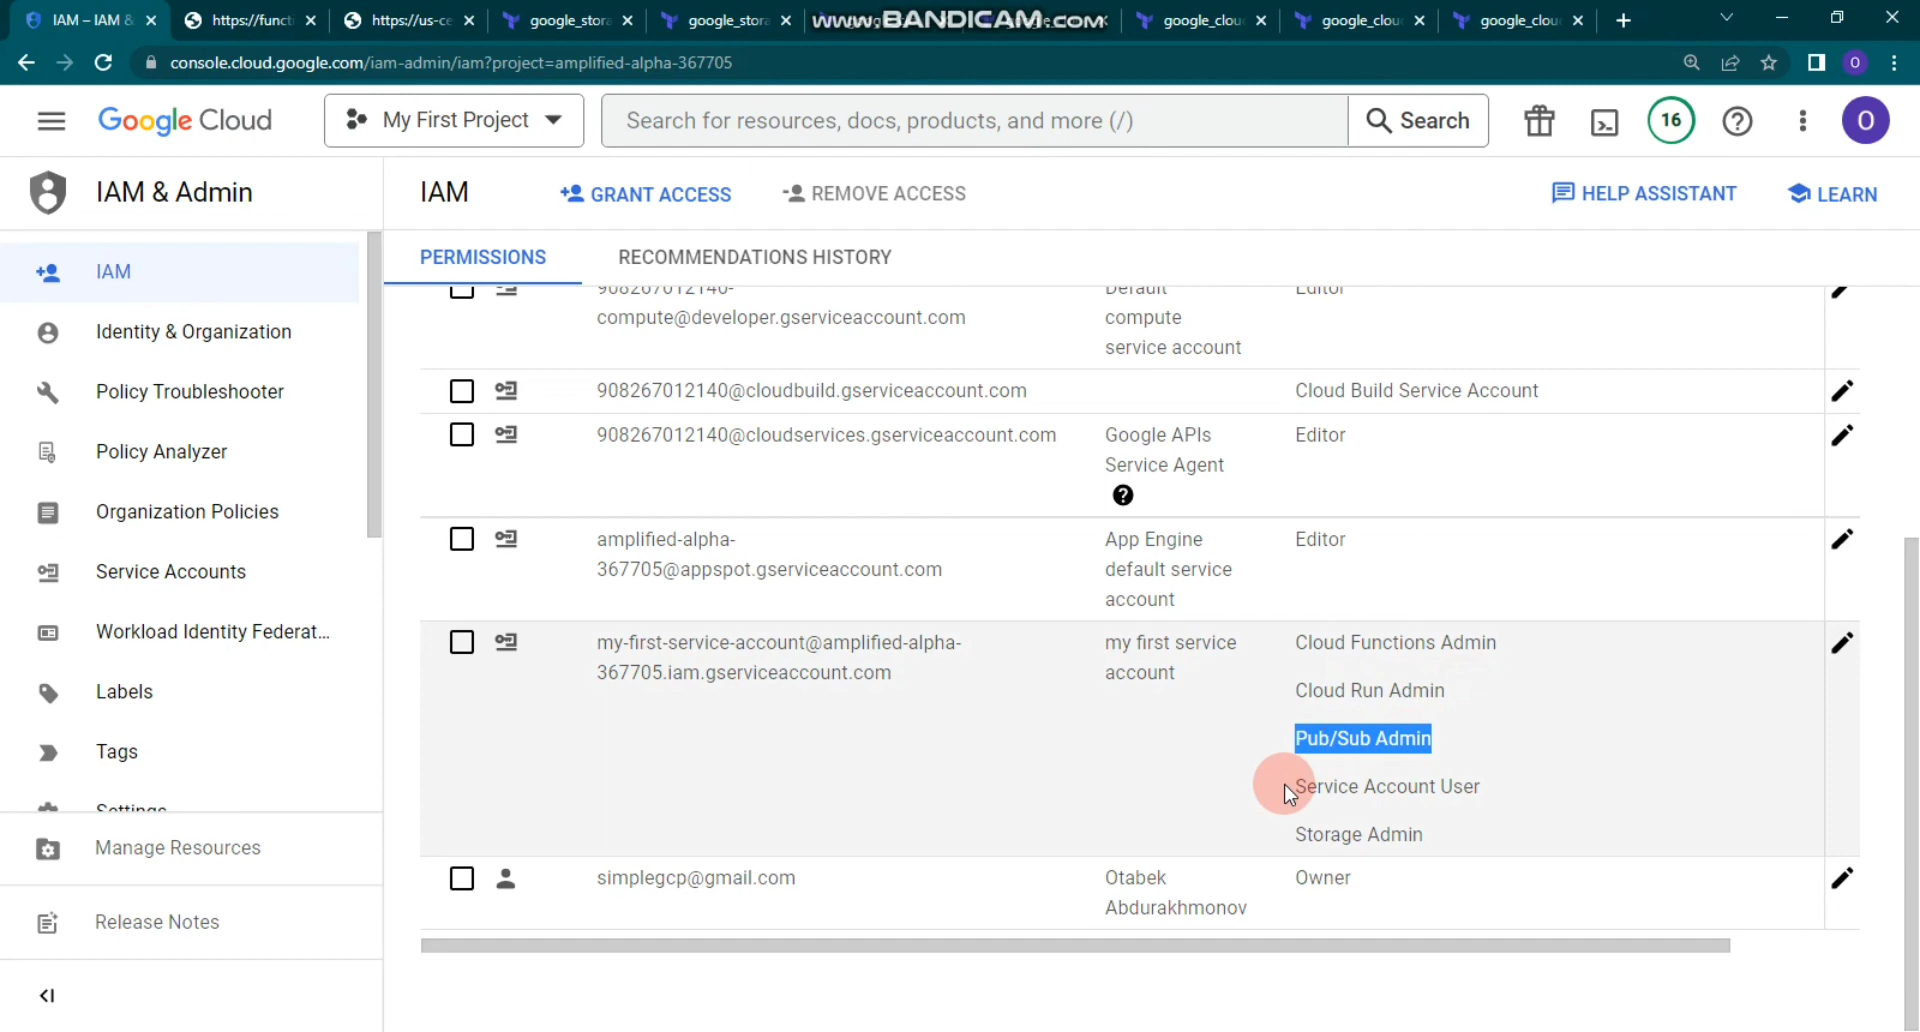 IAM – IAM &
https://functi
https://us-ce
google_stora
google_stora
www.BANDICAM.com
google_clou
google_clou
google_clou
console.cloud.google.com/iam-admin/iam?project=amplified-alpha-367705
O
Google Cloud
My First Project
Search for resources, docs, products, and more (/)
Search
16
O
IAM & Admin
IAM
GRANT ACCESS
REMOVE ACCESS
HELP ASSISTANT
LEARN
PERMISSIONS
RECOMMENDATIONS HISTORY
IAM
Identity & Organization
Policy Troubleshooter
Policy Analyzer
Organization Policies
Service Accounts
Workload Identity Federat...
Labels
Tags
Settings
Manage Resources
Release Notes
908267012140-
compute@developer.gserviceaccount.com
Default
compute
service account
Editor
908267012140@cloudbuild.gserviceaccount.com
Cloud Build Service Account
908267012140@cloudservices.gserviceaccount.com
Google APIs
Service Agent
Editor
amplified-alpha-
367705@appspot.gserviceaccount.com
App Engine
default service
account
Editor
my-first-service-account@amplified-alpha-
367705.iam.gserviceaccount.com
my first service
account
Cloud Functions Admin
Cloud Run Admin
Pub/Sub Admin
Service Account User
Storage Admin
simplegcp@gmail.com
Otabek
Abdurakhmonov
Owner